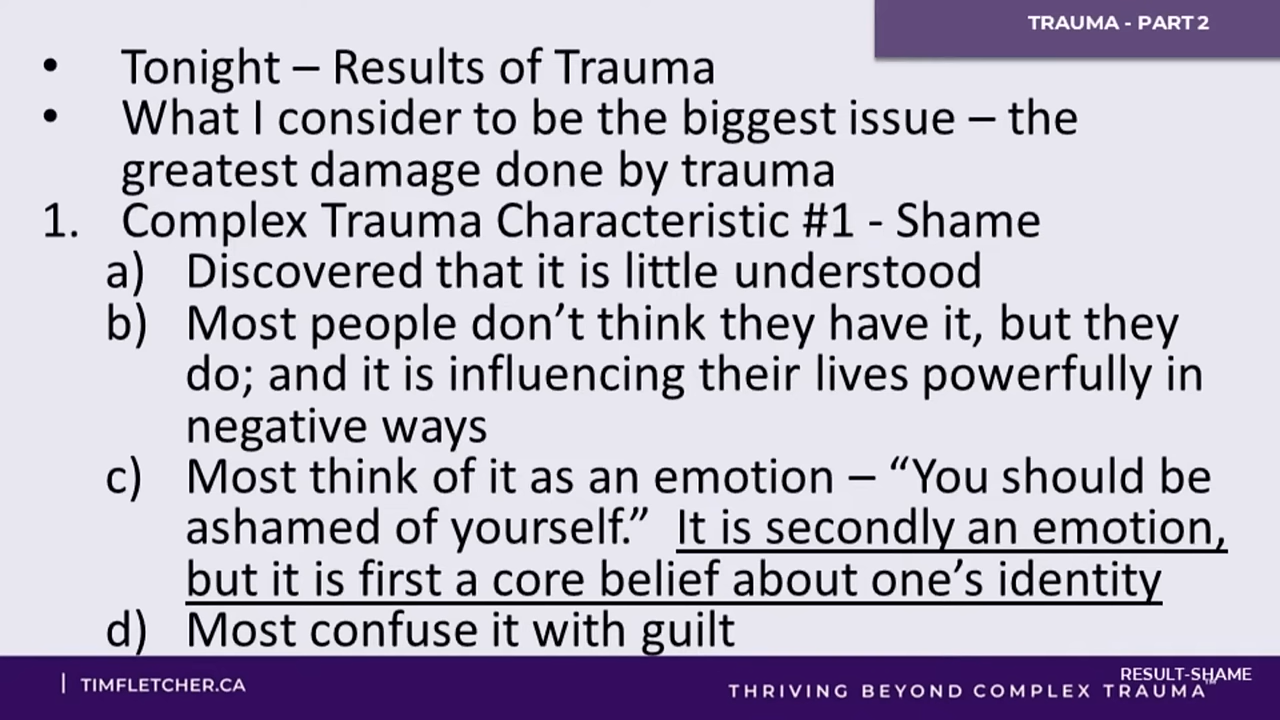 TRAUMA - PART 2
• Tonight – Results of Trauma
• What I consider to be the biggest issue – the
greatest damage done by trauma
1. Complex Trauma Characteristic #1 - Shame
a) Discovered that it is little understood
b) Most people don’t think they have it, but they
do; and it is influencing their lives powerfully in
negative ways
c) Most think of it as an emotion – “You should be
ashamed of yourself.” It is secondly an emotion,
but it is first a core belief about one’s identity
d) Most confuse it with guilt
| TIMFLETCHER.CA
RESULT-SHAME
THRIVING BEYOND COMPLEX TRAUMA™